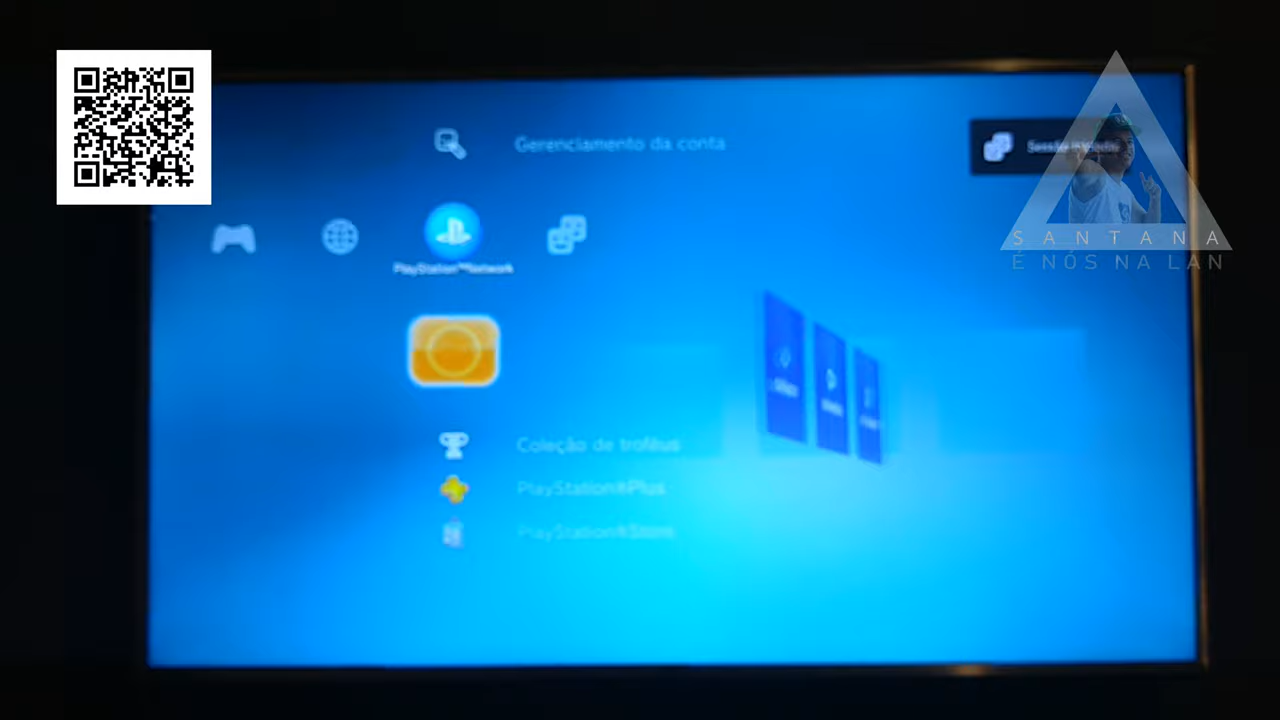 Gerenciamento da conta
PlayStation™Network
Coleção de troféus
PlayStation®Plus
PlayStation®Store
SANTANA
É NÓS NA LAN